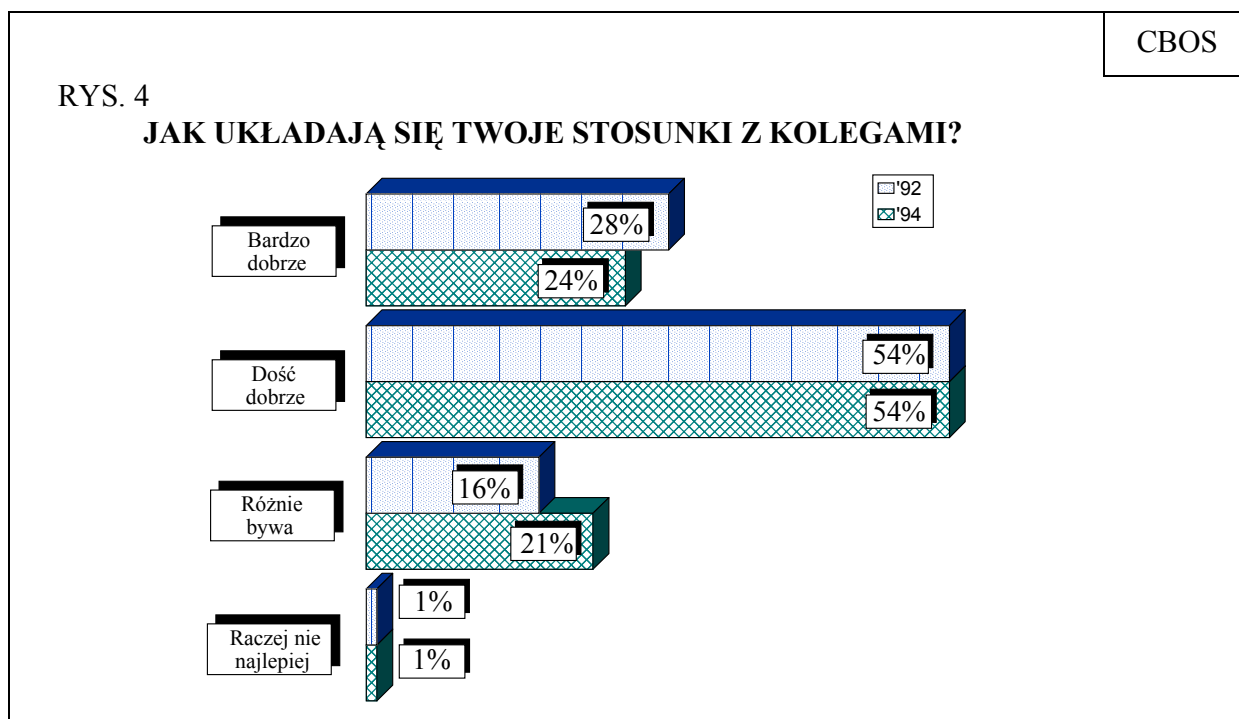 CBOS
RYS. 4
JAK UKŁADAJĄ SIĘ TWOJE STOSUNKI Z KOLEGAMI?
'92
'94
Bardzo
dobrze
28%
24%
Dość
dobrze
54%
54%
Różnie
bywa
16%
21%
Raczej nie
najlepiej
1%
1%